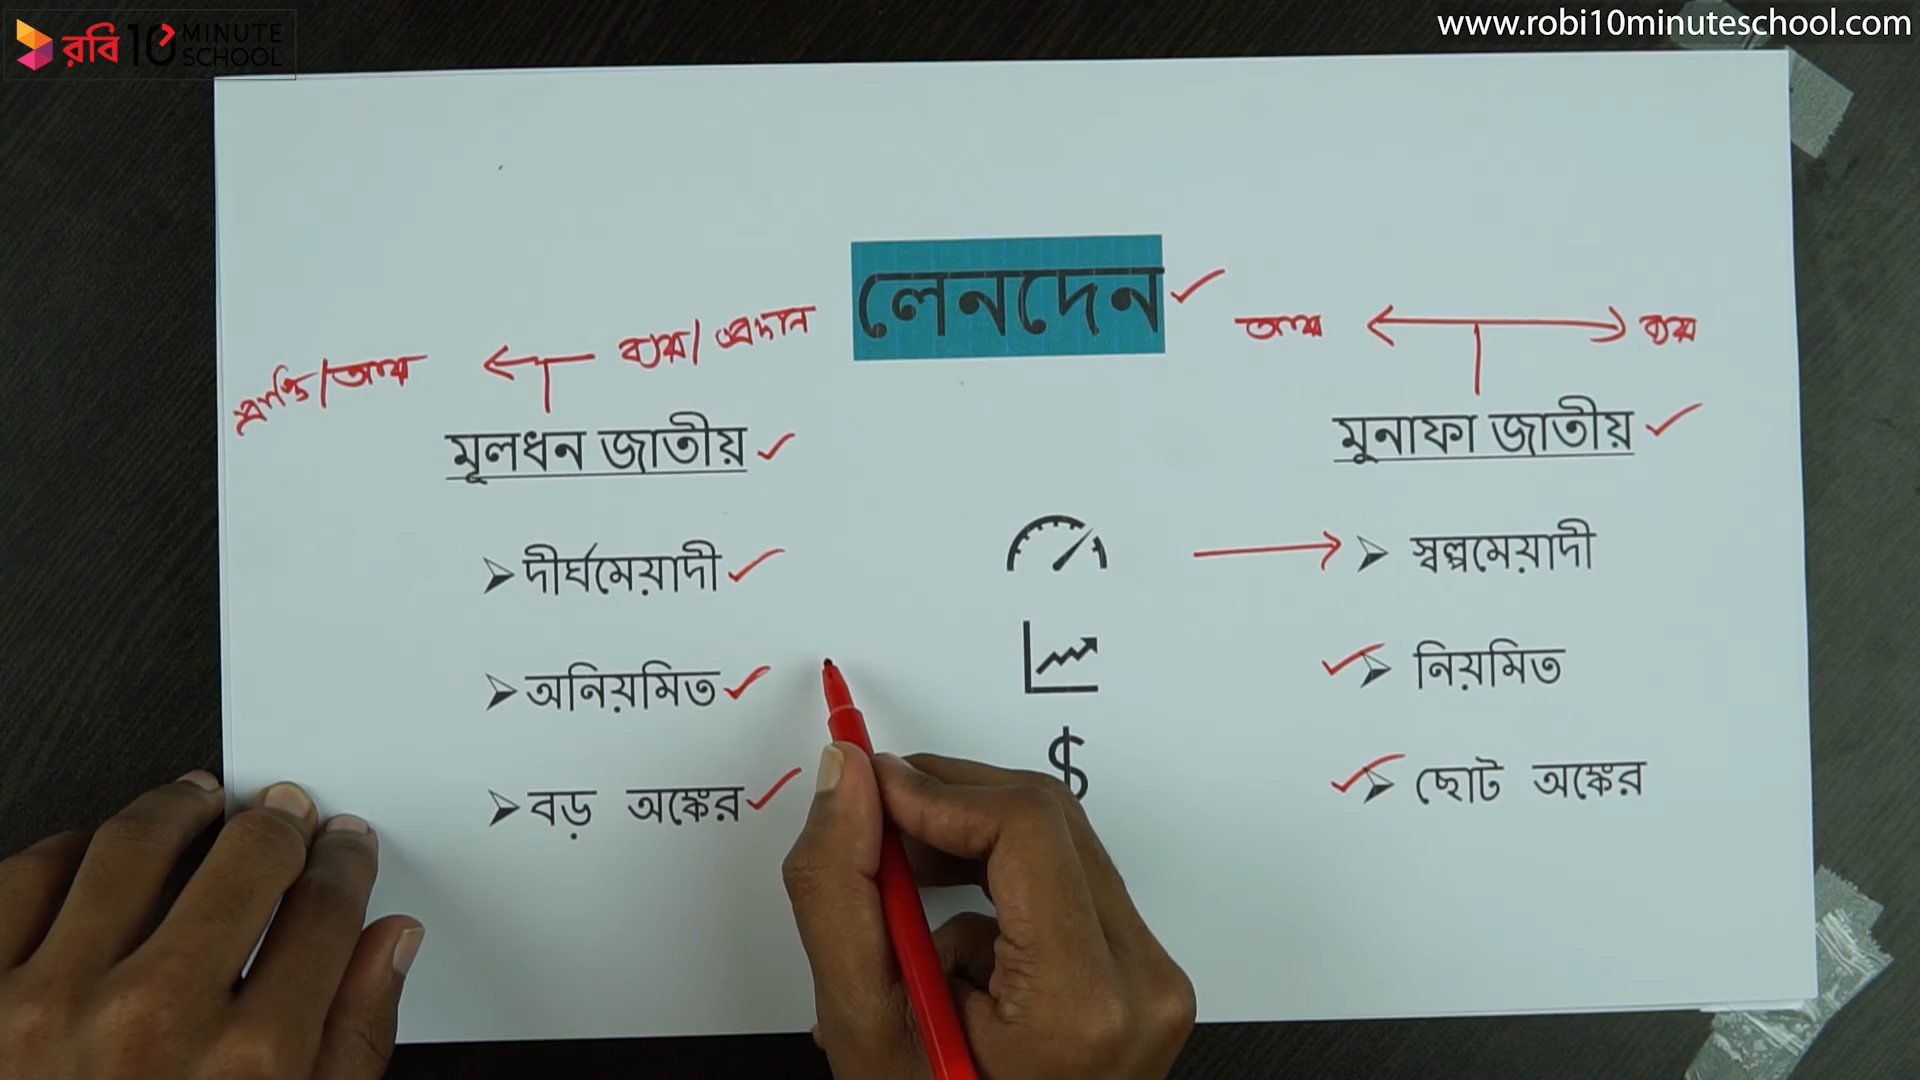 রবি 10 MINUTE SCHOOL
www.robi10minuteschool.com
লেনদেন
প্রাপ্তি/আয় ব্যয়/প্রদান
আয় ব্যয়
মূলধন জাতীয়
মুনাফা জাতীয়
দীর্ঘমেয়াদী
স্বল্পমেয়াদী
অনিয়মিত
নিয়মিত
$
বড় অঙ্কের
ছোট অঙ্কের